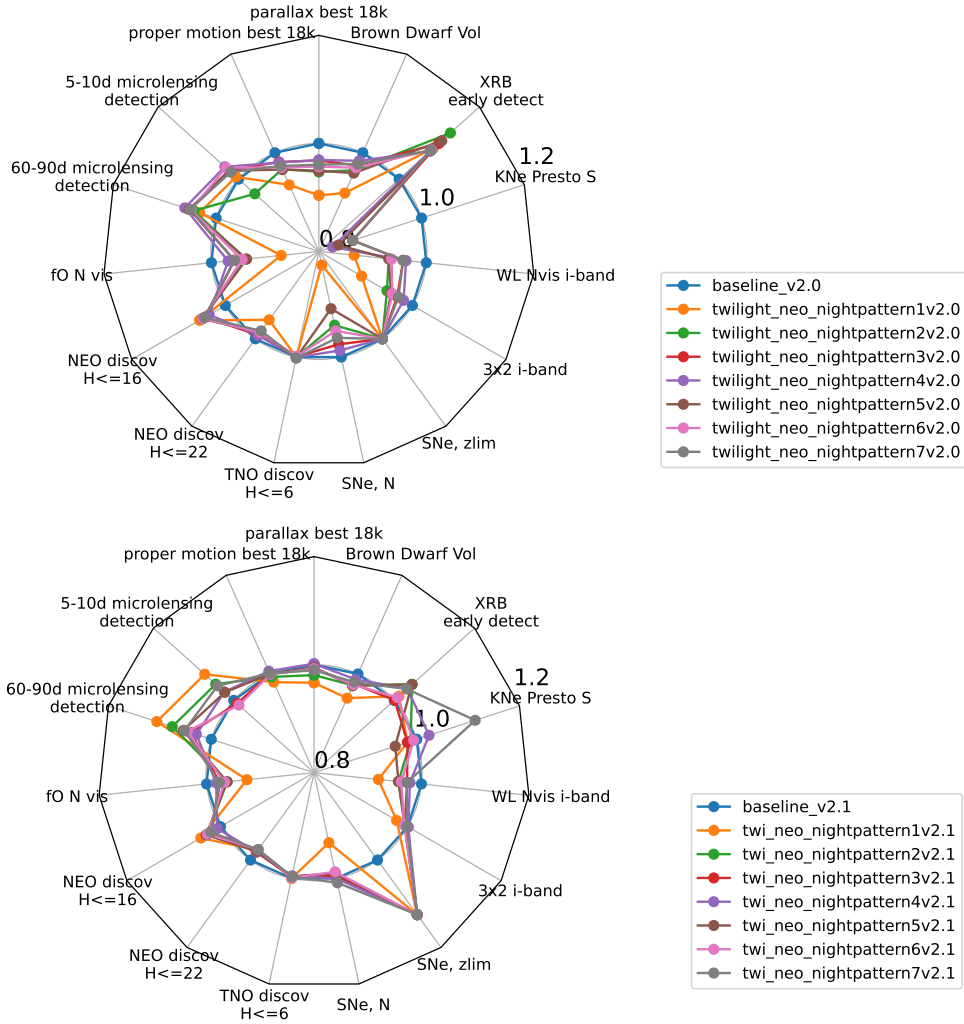 parallax best 18k
proper motion best 18k
Brown Dwarf Vol
5-10d microlensing
detection
XRB
early detect
60-90d microlensing
detection
1.2
KNe Presto S
1.0
0.8
fO N vis
WL Nvis i-band
NEO discov
H<=16
3x2 i-band
NEO discov
H<=22
SNe, zlim
TNO discov
H<=6
SNe, N
baseline_v2.0
twilight_neo_nightpattern1v2.0
twilight_neo_nightpattern2v2.0
twilight_neo_nightpattern3v2.0
twilight_neo_nightpattern4v2.0
twilight_neo_nightpattern5v2.0
twilight_neo_nightpattern6v2.0
twilight_neo_nightpattern7v2.0
parallax best 18k
proper motion best 18k
Brown Dwarf Vol
5-10d microlensing
detection
XRB
early detect
60-90d microlensing
detection
1.2
KNe Presto S
1.0
0.8
fO N vis
WL Nvis i-band
NEO discov
H<=16
3x2 i-band
NEO discov
H<=22
SNe, zlim
TNO discov
H<=6
SNe, N
baseline_v2.1
twi_neo_nightpattern1v2.1
twi_neo_nightpattern2v2.1
twi_neo_nightpattern3v2.1
twi_neo_nightpattern4v2.1
twi_neo_nightpattern5v2.1
twi_neo_nightpattern6v2.1
twi_neo_nightpattern7v2.1